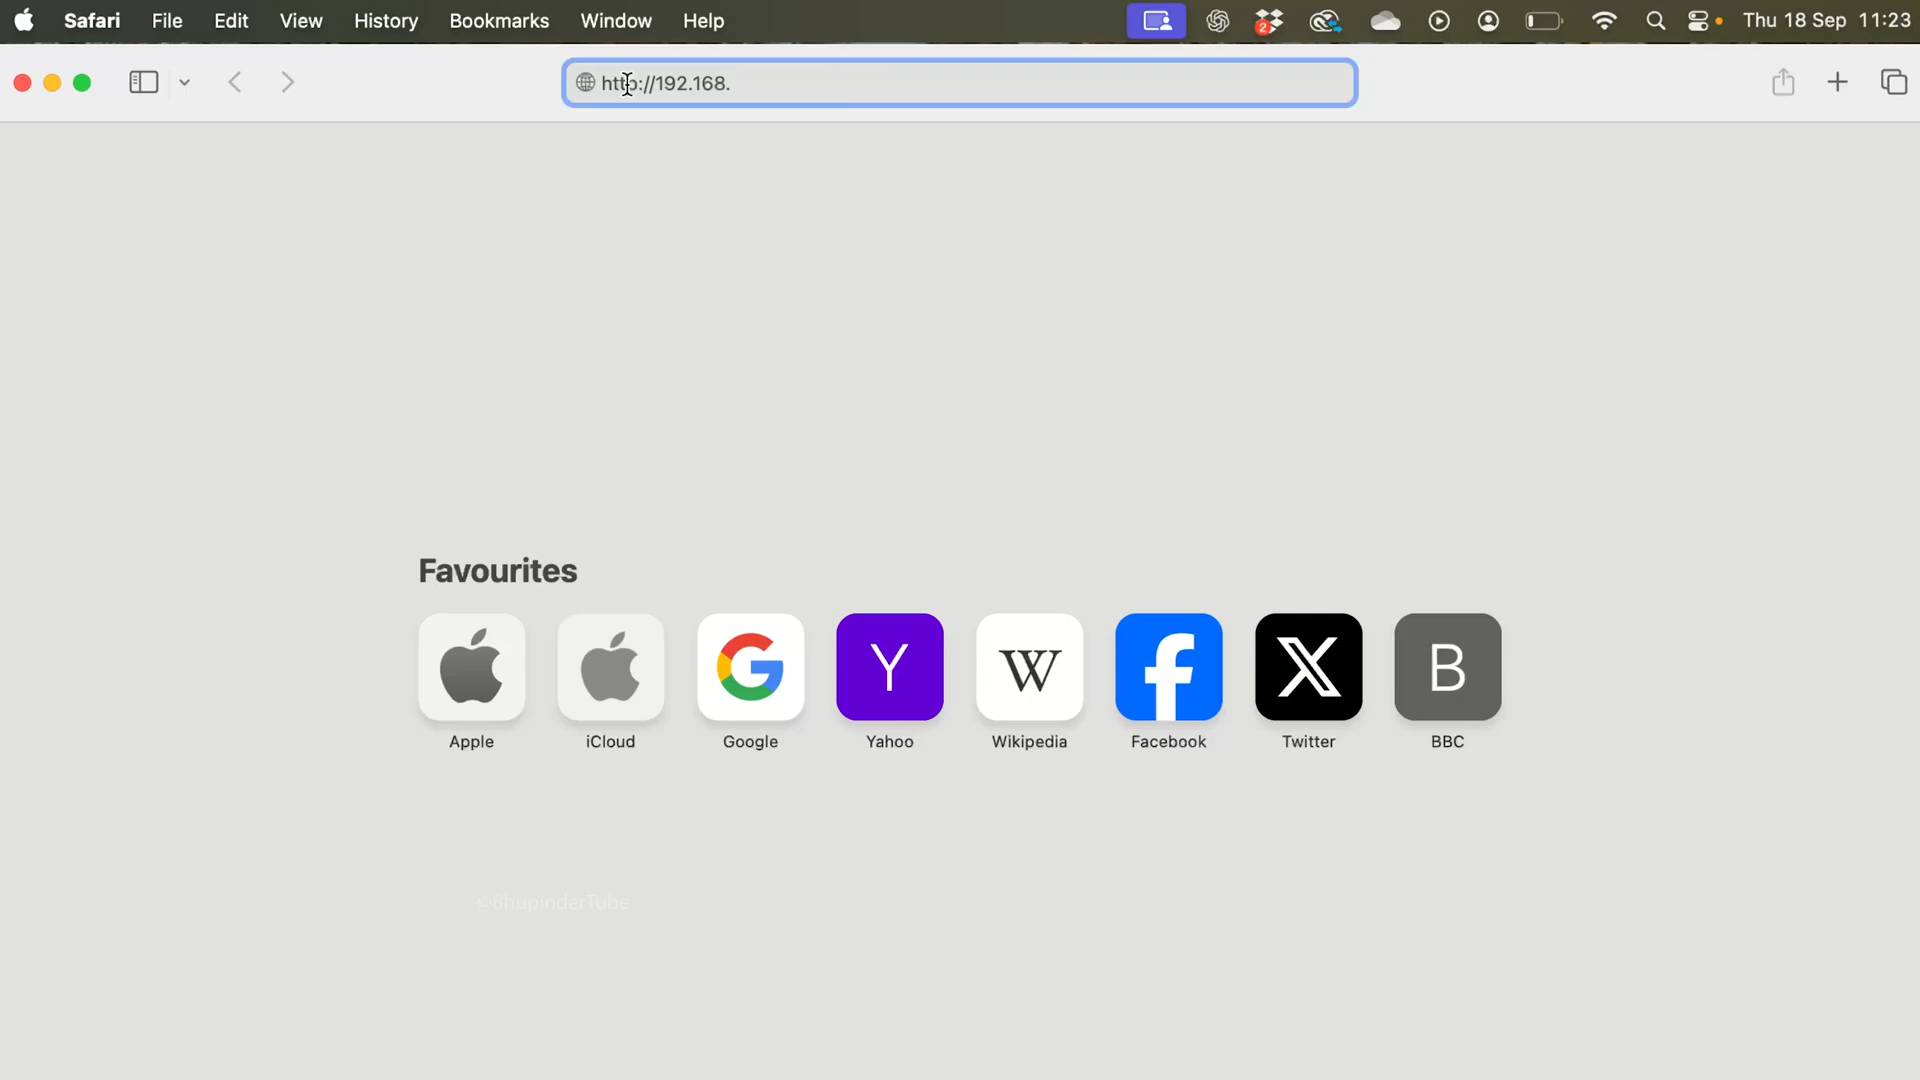 Safari File Edit View History Bookmarks Window Help 2 Thu 18 Sep 11:23
http://192.168.
Favourites
G Y W f X B
Apple iCloud Google Yahoo Wikipedia Facebook Twitter BBC
©BhupinderTube